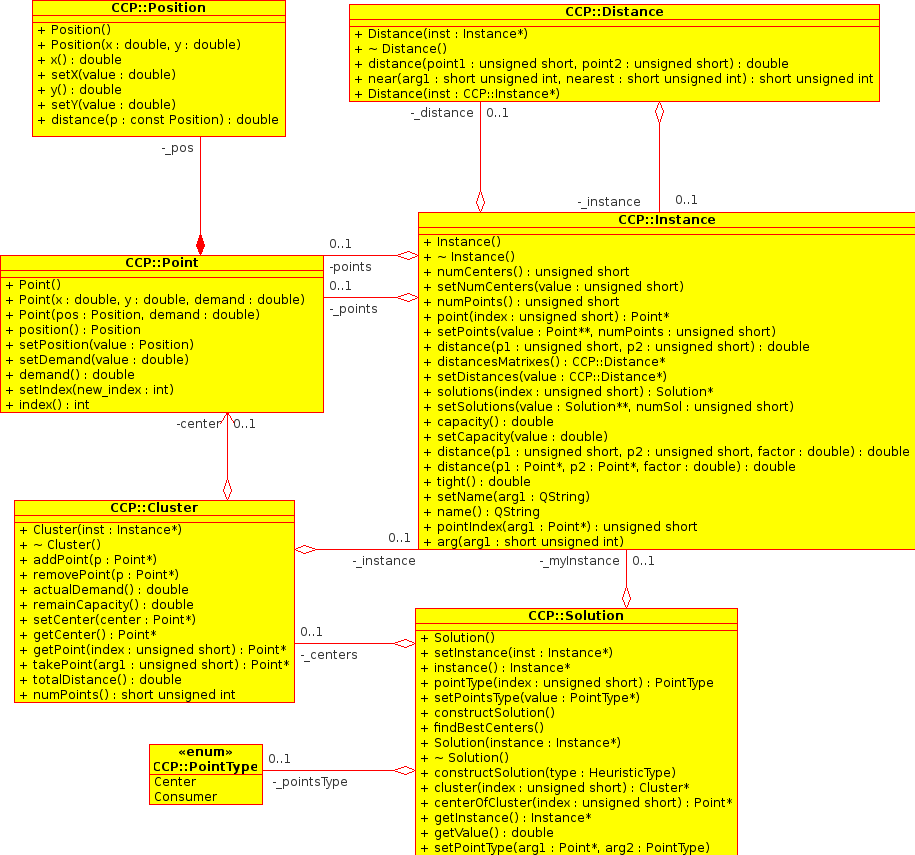 CCP::Position
+ Position()
+ Position(x : double, y : double)
+ x() : double
+ setX(value : double)
+ y() : double
+ setY(value : double)
+ distance(p : const Position) : double
CCP::Distance
+ Distance(inst : Instance*)
+ ~ Distance()
+ distance(point1 : unsigned short, point2 : unsigned short) : double
+ near(arg1 : short unsigned int, nearest : short unsigned int) : short unsigned int
+ Distance(inst : CCP::Instance*)
-_distance 0..1
-_pos
-_instance 0..1
CCP::Instance
+ Instance()
+ ~ Instance()
+ numCenters() : unsigned short
+ setNumCenters(value : unsigned short)
+ numPoints() : unsigned short
+ point(index : unsigned short) : Point*
+ setPoints(value : Point**, numPoints : unsigned short)
+ distance(p1 : unsigned short, p2 : unsigned short) : double
+ distancesMatrixes() : CCP::Distance*
+ setDistances(value : CCP::Distance*)
+ solutions(index : unsigned short) : Solution*
+ setSolutions(value : Solution**, numSol : unsigned short)
+ capacity() : double
+ setCapacity(value : double)
+ distance(p1 : unsigned short, p2 : unsigned short, factor : double) : double
+ distance(p1 : Point*, p2 : Point*, factor : double) : double
+ tight() : double
+ setName(arg1 : QString)
+ name() : QString
+ pointIndex(arg1 : Point*) : unsigned short
+ arg(arg1 : short unsigned int)
0..1
-points
0..1
-_points
CCP::Point
+ Point()
+ Point(x : double, y : double, demand : double)
+ Point(pos : Position, demand : double)
+ position() : Position
+ setPosition(value : Position)
+ setDemand(value : double)
+ demand() : double
+ setIndex(new_index : int)
+ index() : int
-center 0..1
CCP::Cluster
+ Cluster(inst : Instance*)
+ ~ Cluster()
+ addPoint(p : Point*)
+ removePoint(p : Point*)
+ actualDemand() : double
+ remainCapacity() : double
+ setCenter(center : Point*)
+ getCenter() : Point*
+ getPoint(index : unsigned short) : Point*
+ takePoint(arg1 : unsigned short) : Point*
+ totalDistance() : double
+ numPoints() : short unsigned int
0..1
-_instance
-_myInstance 0..1
0..1
-_centers
CCP::Solution
+ Solution()
+ setInstance(inst : Instance*)
+ instance() : Instance*
+ pointType(index : unsigned short) : PointType
+ setPointsType(value : PointType*)
+ constructSolution()
+ findBestCenters()
+ Solution(instance : Instance*)
+ ~ Solution()
+ constructSolution(type : HeuristicType)
+ cluster(index : unsigned short) : Cluster*
+ centerOfCluster(index : unsigned short) : Point*
+ getInstance() : Instance*
+ getValue() : double
+ setPointType(arg1 : Point*, arg2 : PointType)
«enum»
CCP::PointType
Center
Consumer
0..1
-_pointsType